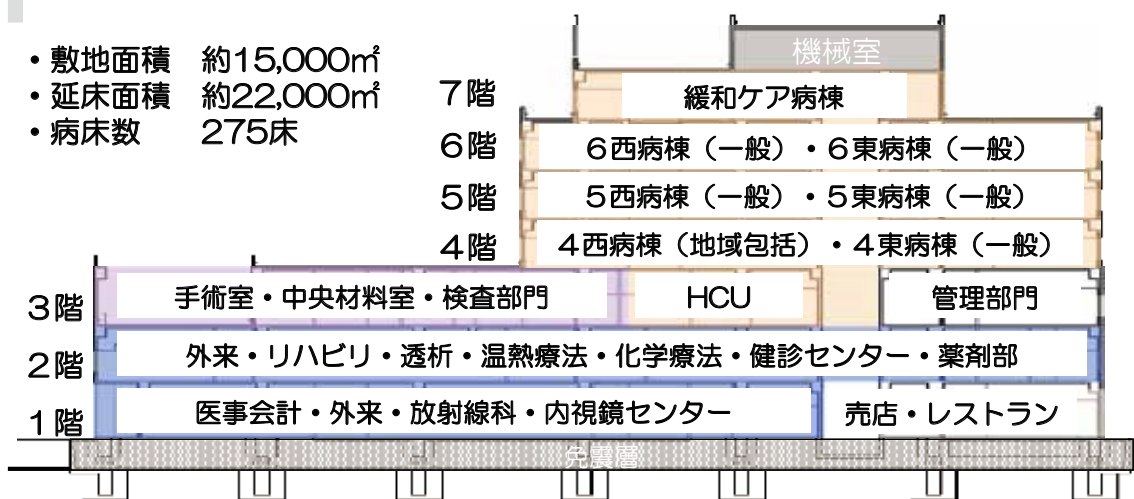 ・敷地面積 約15,000㎡
・延床面積 約22,000㎡
・病床数 275床
機械室
7階 緩和ケア病棟
6階 6西病棟（一般）・6東病棟（一般）
5階 5西病棟（一般）・5東病棟（一般）
4階 4西病棟（地域包括）・4東病棟（一般）
3階 手術室・中央材料室・検査部門 HCU 管理部門
2階 外来・リハビリ・透析・温熱療法・化学療法・健診センター・薬剤部
1階 医事会計・外来・放射線科・内視鏡センター 売店・レストラン
免震層